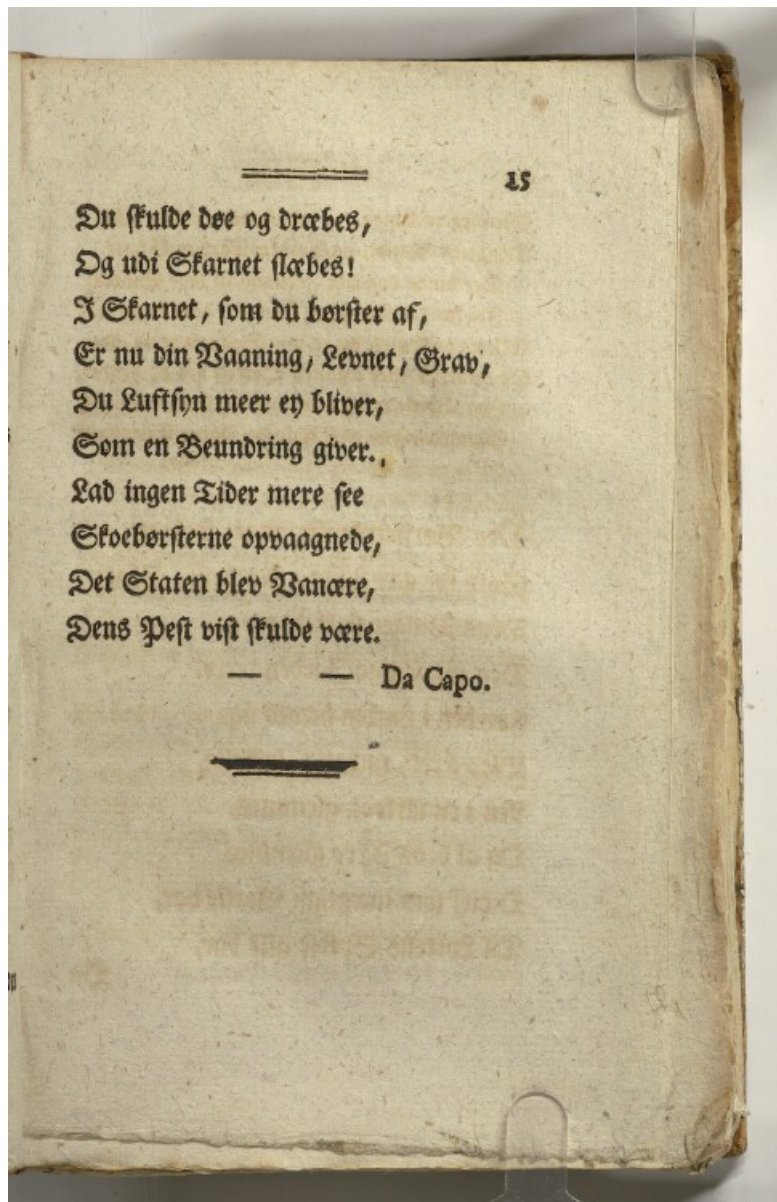 15
Du skulde døe og dræbes,
Og udi Skarnet slæbes!
I Skarnet, som du børster af,
Er nu din Vaaning, Levnet, Grav,
Du Luftsyn meer ey bliver,
Som en Beundring giver.
Lad ingen Tider mere see
Skoebørsterne opvaagnede,
Det Staten blev Vanære,
Dens Pest vist skulde være.
— — Da Capo.